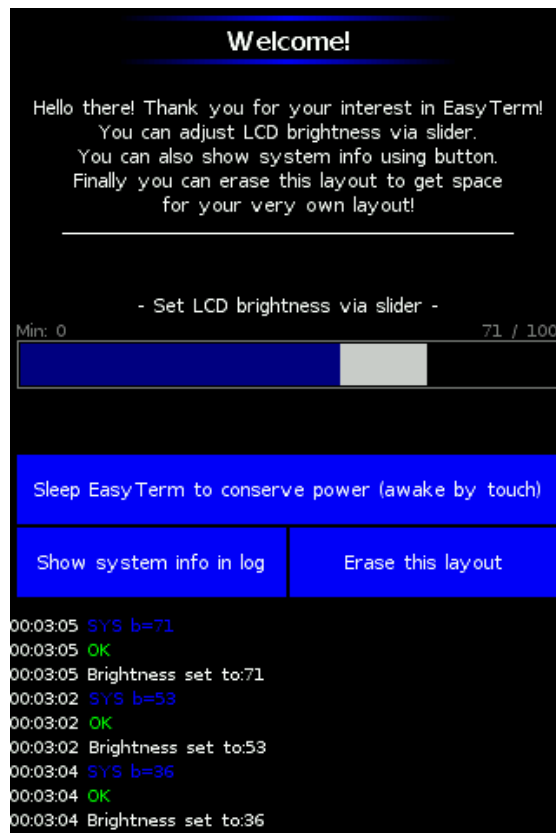 Welcome!
Hello there! Thank you for your interest in EasyTerm!
You can adjust LCD brightness via slider.
You can also show system info using button.
Finally you can erase this layout to get space
for your very own layout!
- Set LCD brightness via slider -
Min: 0 71 / 100
Sleep EasyTerm to conserve power (awake by touch)
Show system info in log
Erase this layout
00:03:05 SYS b=71
00:03:05 OK
00:03:05 Brightness set to:71
00:03:02 SYS b=53
00:03:02 OK
00:03:02 Brightness set to:53
00:03:04 SYS b=36
00:03:04 OK
00:03:04 Brightness set to:36